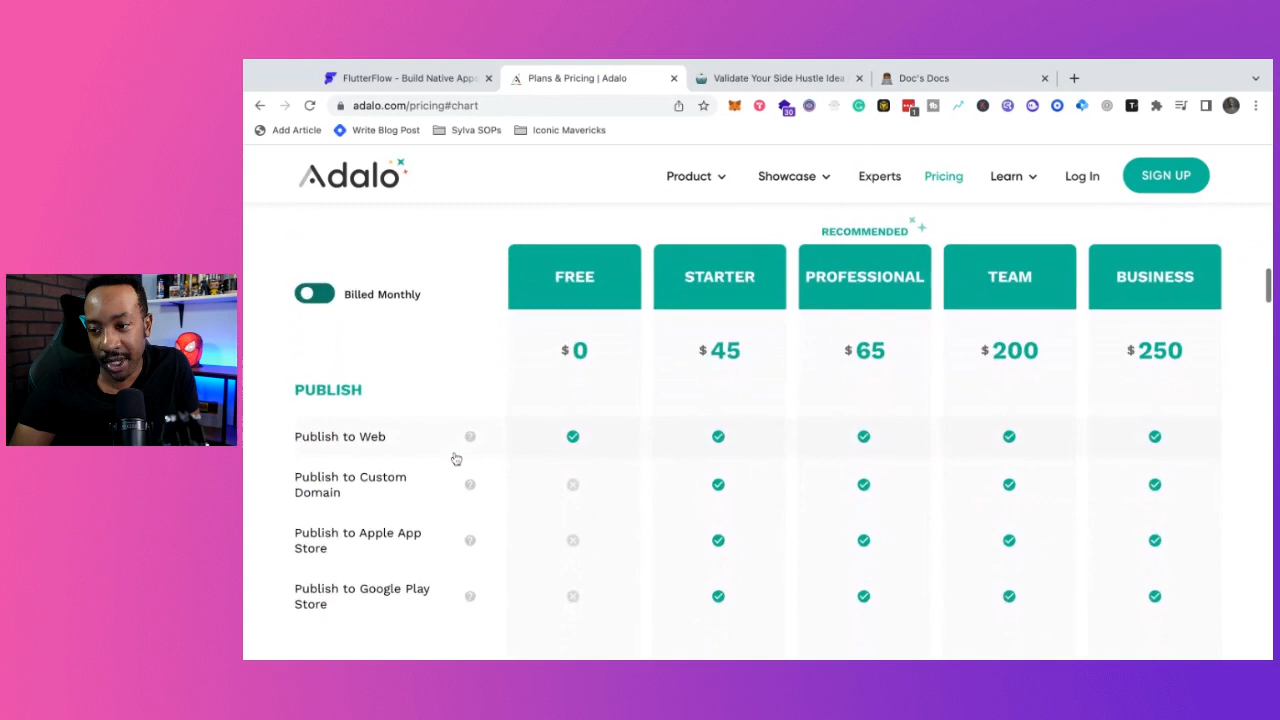 FlutterFlow - Build Native Apps
Plans & Pricing | Adalo
Validate Your Side Hustle Idea
Doc's Docs
adalo.com/pricing#chart
30
1
Add Article
Write Blog Post
Sylva SOPs
Iconic Mavericks
Adalo
Product
Showcase
Experts
Pricing
Learn
Log In
SIGN UP
RECOMMENDED
Billed Monthly
FREE
STARTER
PROFESSIONAL
TEAM
BUSINESS
$ 0
$ 45
$ 65
$ 200
$ 250
PUBLISH
Publish to Web
Publish to Custom
Domain
Publish to Apple App
Store
Publish to Google Play
Store